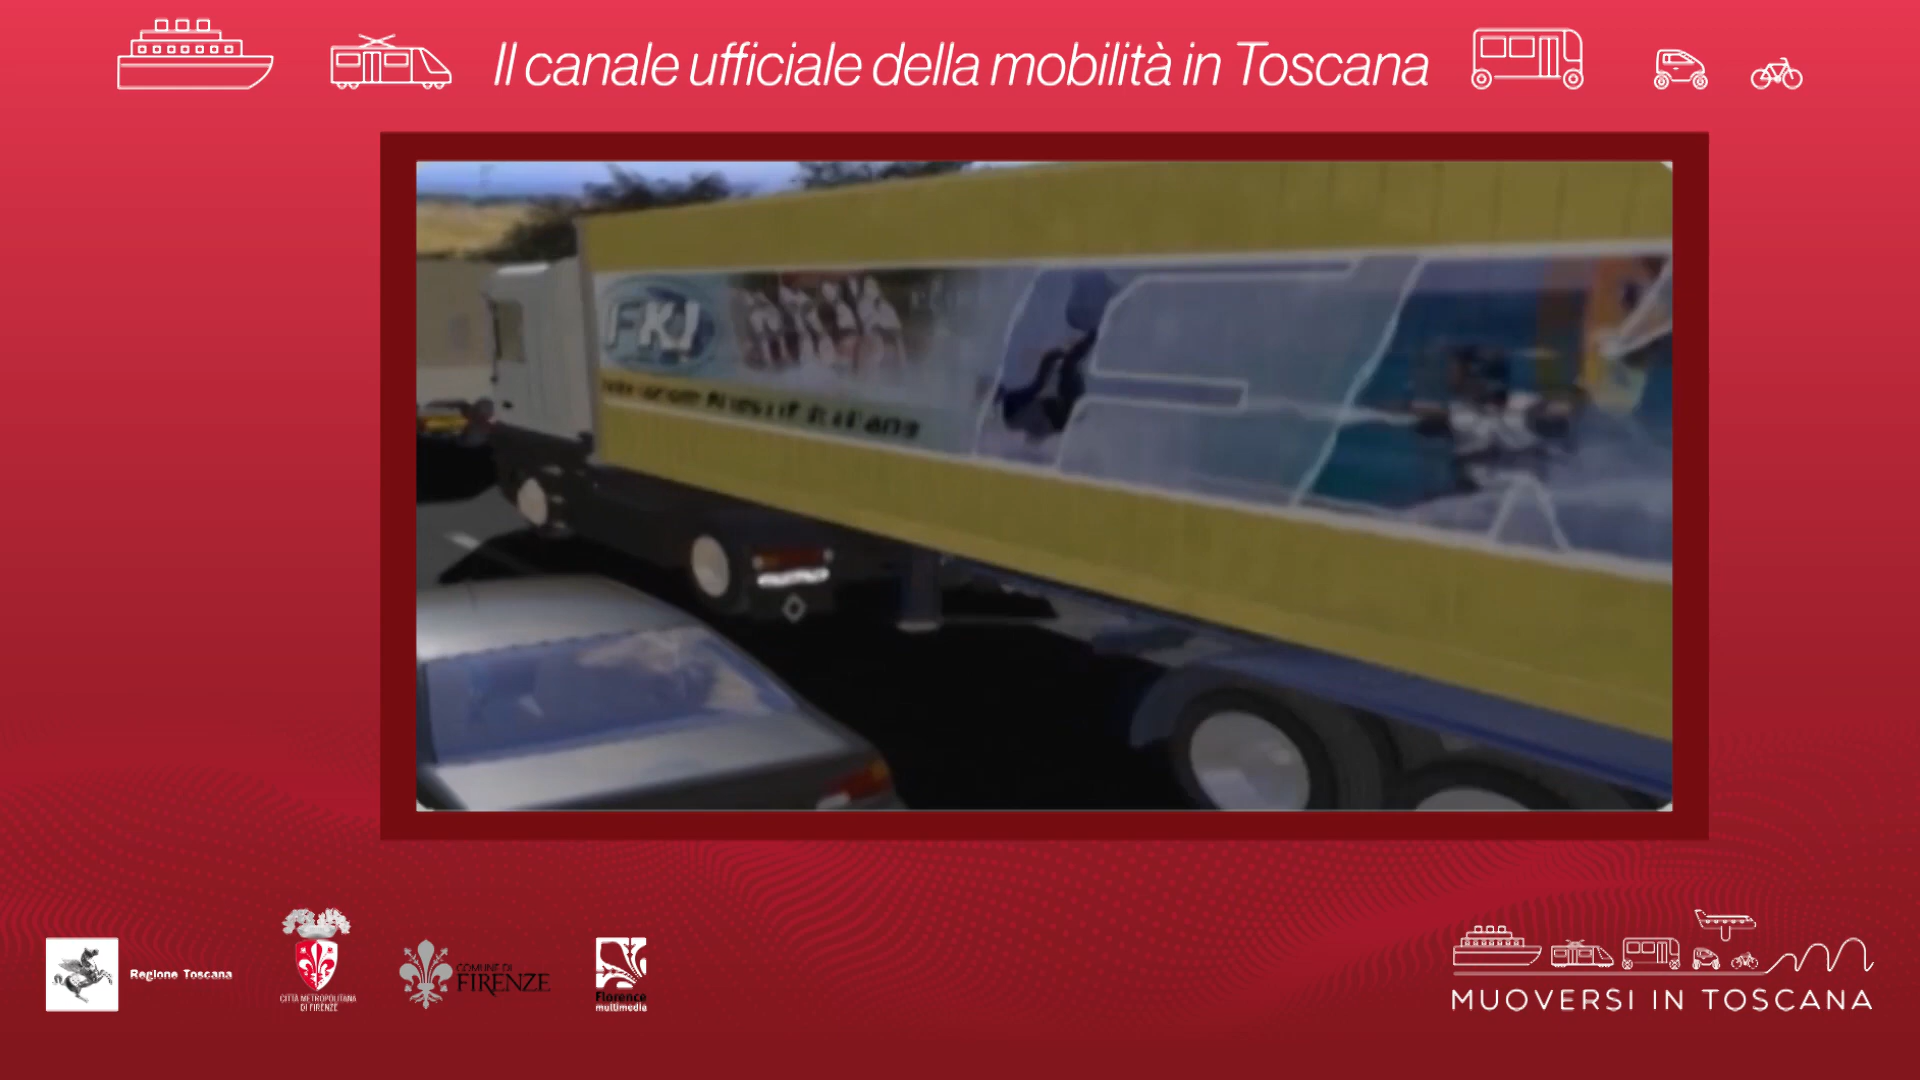 Il canale ufficiale della mobilità in Toscana
FKI
Regione Toscana
CITTÀ METROPOLITANA
DI FIRENZE
COMUNE DI
FIRENZE
Florence
multimedia
MUOVERSI IN TOSCANA